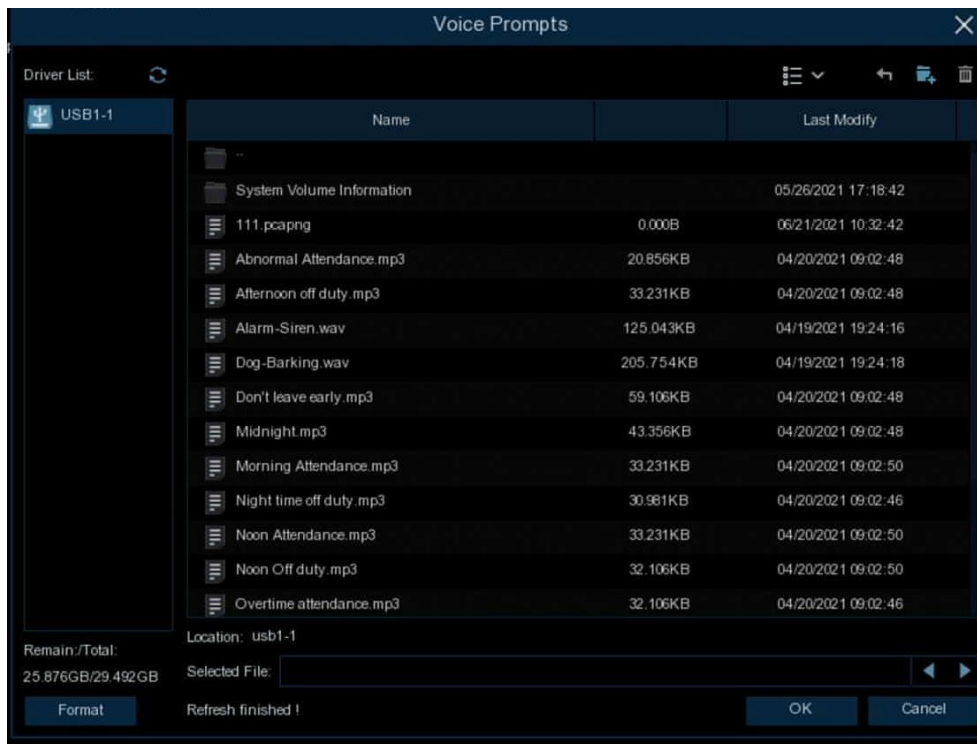 Voice Prompts
Driver List:
USB1-1
Name Last Modify
..
System Volume Information 05/26/2021 17:18:42
111.pcapng 0.000B 06/21/2021 10:32:42
Abnormal Attendance.mp3 20.856KB 04/20/2021 09:02:48
Afternoon off duty.mp3 33.231KB 04/20/2021 09:02:48
Alarm-Siren.wav 125.043KB 04/19/2021 19:24:16
Dog-Barking.wav 205.754KB 04/19/2021 19:24:18
Don't leave early.mp3 59.106KB 04/20/2021 09:02:48
Midnight.mp3 43.356KB 04/20/2021 09:02:48
Morning Attendance.mp3 33.231KB 04/20/2021 09:02:50
Night time off duty.mp3 30.981KB 04/20/2021 09:02:46
Noon Attendance.mp3 33.231KB 04/20/2021 09:02:50
Noon Off duty.mp3 32.106KB 04/20/2021 09:02:50
Overtime attendance.mp3 32.106KB 04/20/2021 09:02:46
Location: usb1-1
Remain:/Total:
25.876GB/29.492GB
Selected File:
Format
Refresh finished !
OK
Cancel